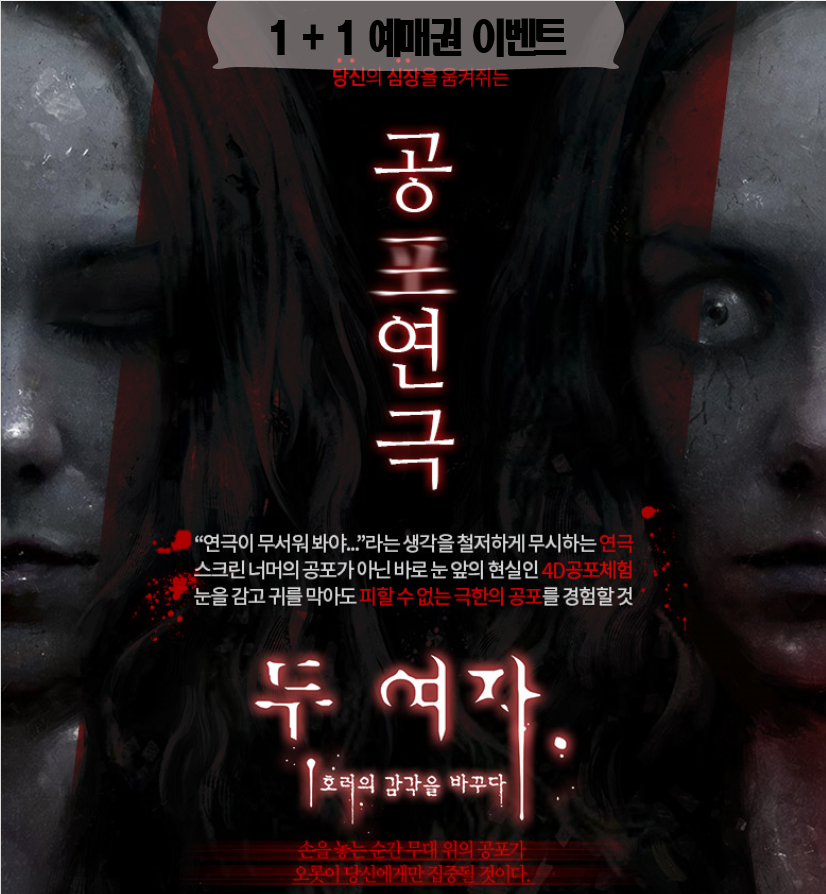 1 + 1 예매권 이벤트
당신의 심장을 움켜쥐는
공포연극
“연극이 무서워 봐야...”라는 생각을 철저하게 무시하는 연극
스크린 너머의 공포가 아닌 바로 눈 앞의 현실인 4D공포체험
눈을 감고 귀를 막아도 피할 수 없는 극한의 공포를 경험할 것
두 여자.
호러의 감각을 바꾸다
손을 놓는 순간 무대 위의 공포가
오롯이 당신에게만 집중될 것이다.